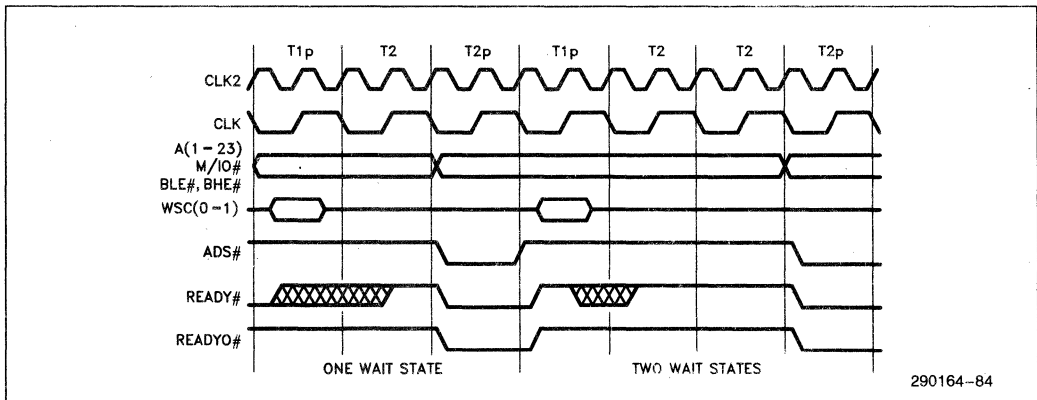 T1p T2 T2p T1p T2 T2 T2p
CLK2
CLK
A(1-23)
M/IO#
BLE#, BHE#
WSC(0-1)
ADS#
READY#
READYO#
ONE WAIT STATE TWO WAIT STATES
290164-84